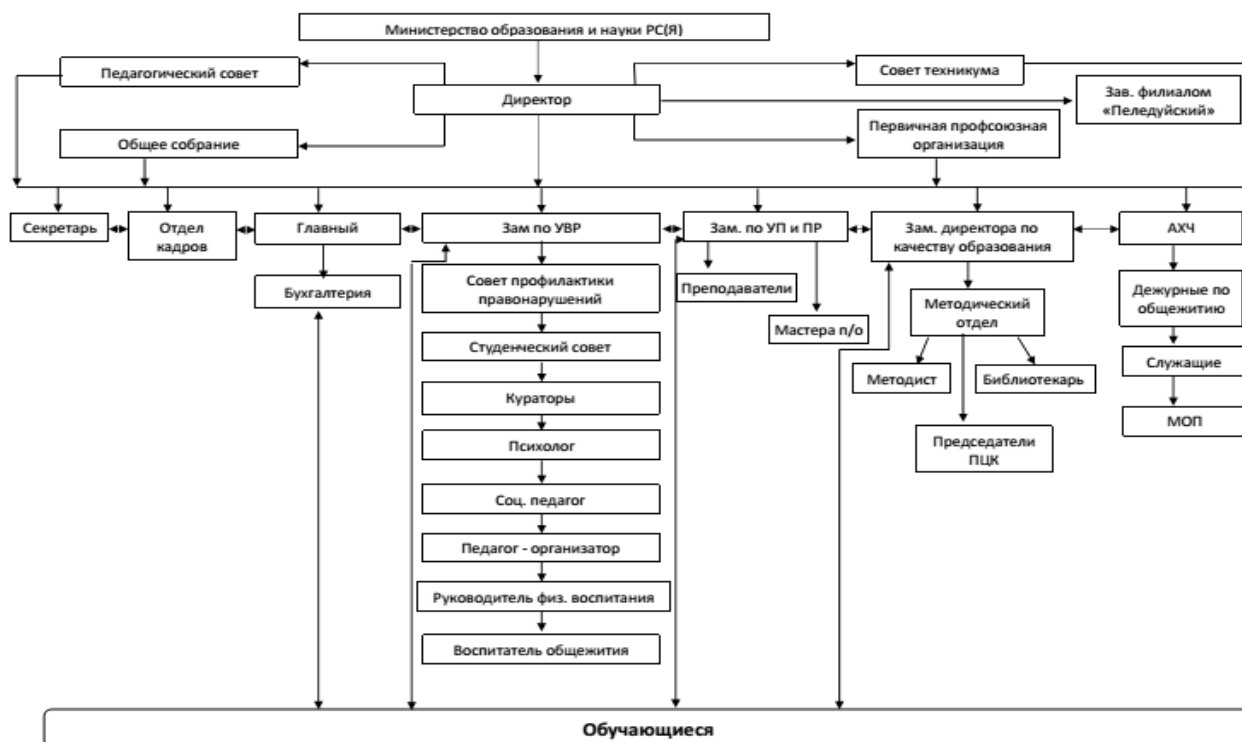 Министерство образования и науки РС(Я)
Педагогический совет
Совет техникума
Директор
Зав. филиалом
«Пеледуйский»
Общее собрание
Первичная профсоюзная
организация
Секретарь
Отдел
кадров
Главный
Зам по УВР
Зам. по УП и ПР
Зам. директора по
качеству образования
АХЧ
Бухгалтерия
Совет профилактики
правонарушений
Преподаватели
Мастера п/о
Методический
отдел
Дежурные по
общежитию
Студенческий совет
Методист
Библиотекарь
Служащие
Кураторы
МОП
Психолог
Председатели
ПЦК
Соц. педагог
Педагог - организатор
Руководитель физ. воспитания
Воспитатель общежития
Обучающиеся